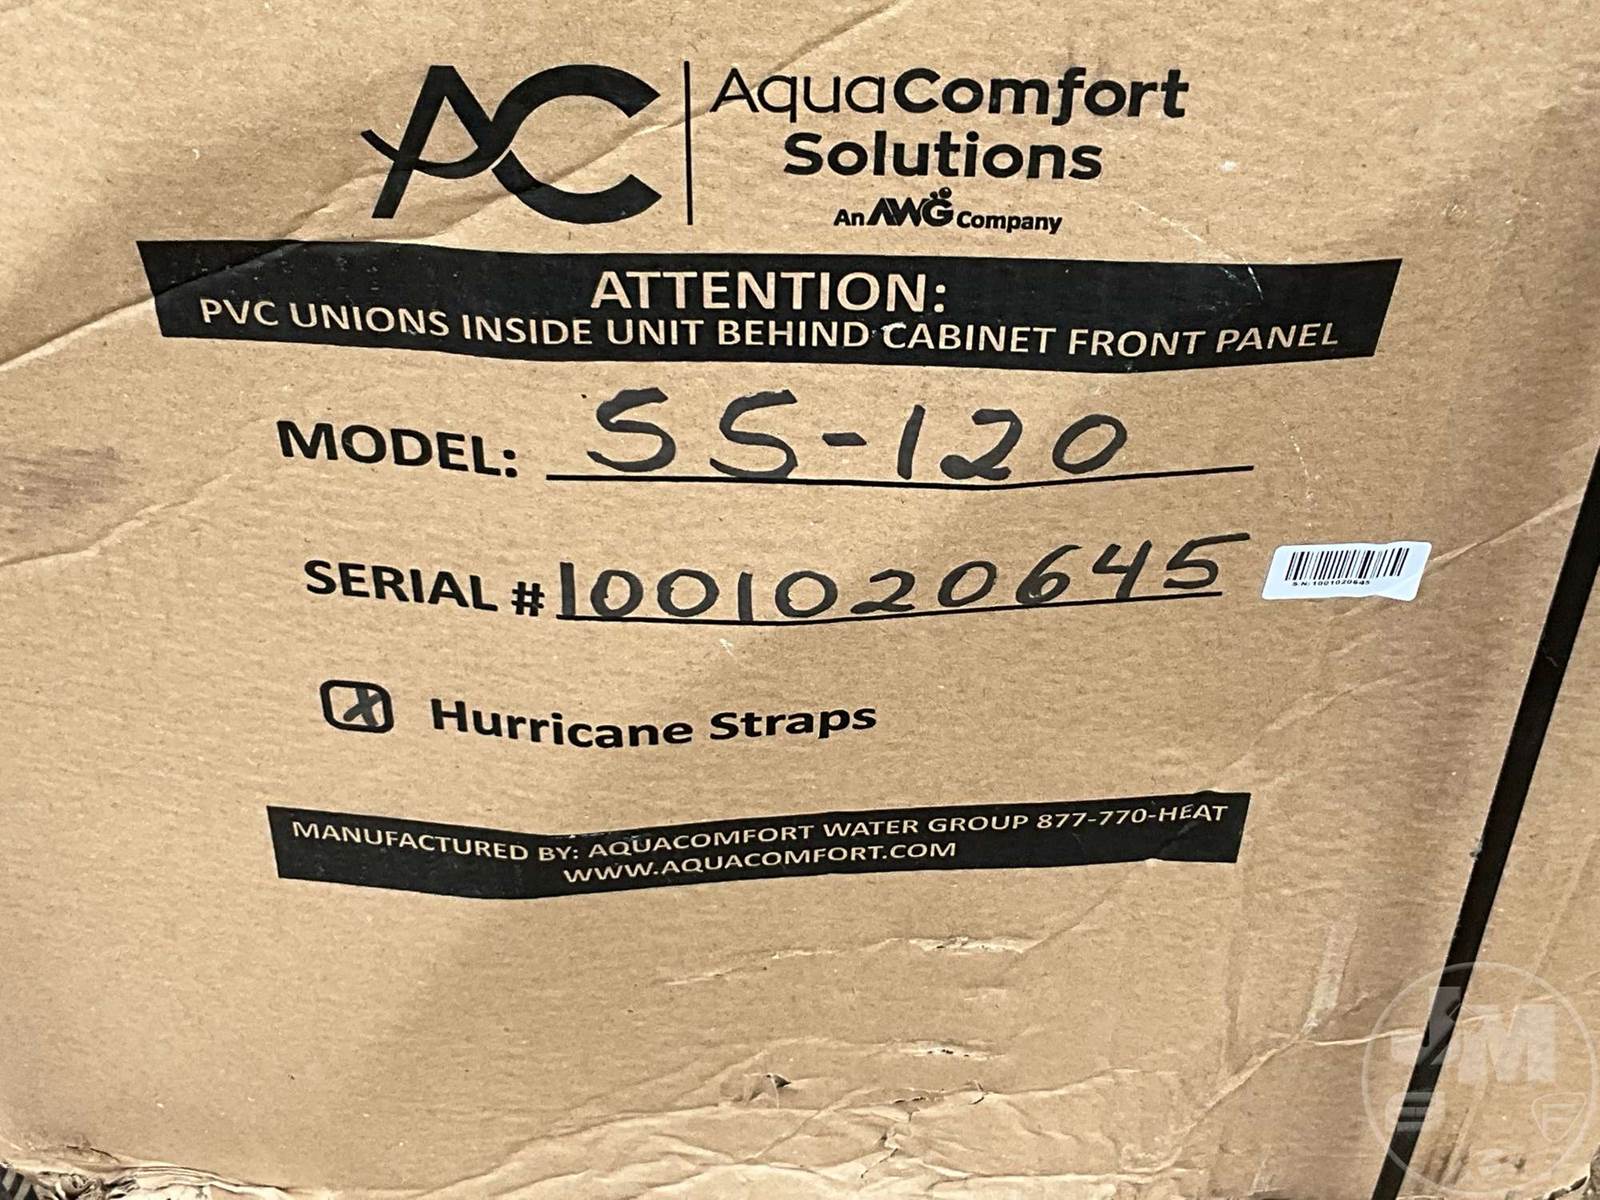 AC
AquaComfort
Solutions
An AWG Company
ATTENTION:
PVC UNIONS INSIDE UNIT BEHIND CABINET FRONT PANEL
MODEL: SS-120
SERIAL # 1001020645
S/N: 1001020645
X Hurricane Straps
MANUFACTURED BY: AQUACOMFORT WATER GROUP 877-770-HEAT
WWW.AQUACOMFORT.COM